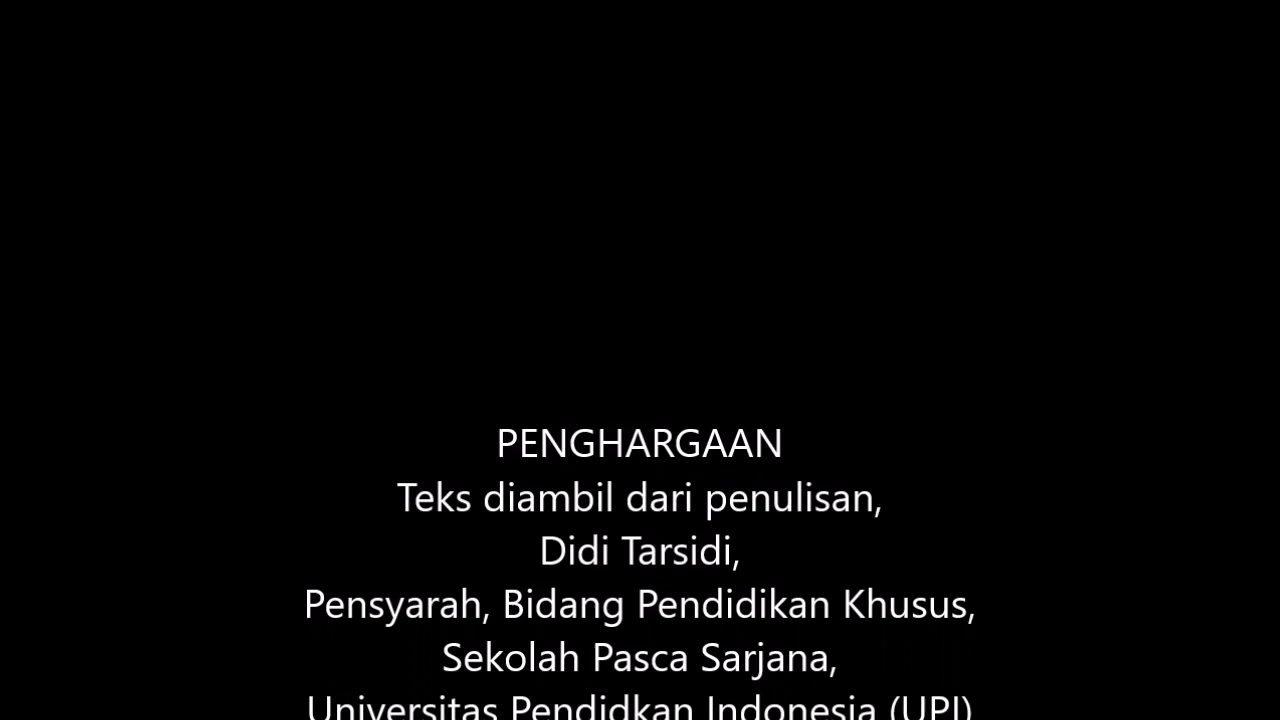 PENGHARGAAN
Teks diambil dari penulisan,
Didi Tarsidi,
Pensyarah, Bidang Pendidikan Khusus,
Sekolah Pasca Sarjana,
Universitas Pendidkan Indonesia (UPI)